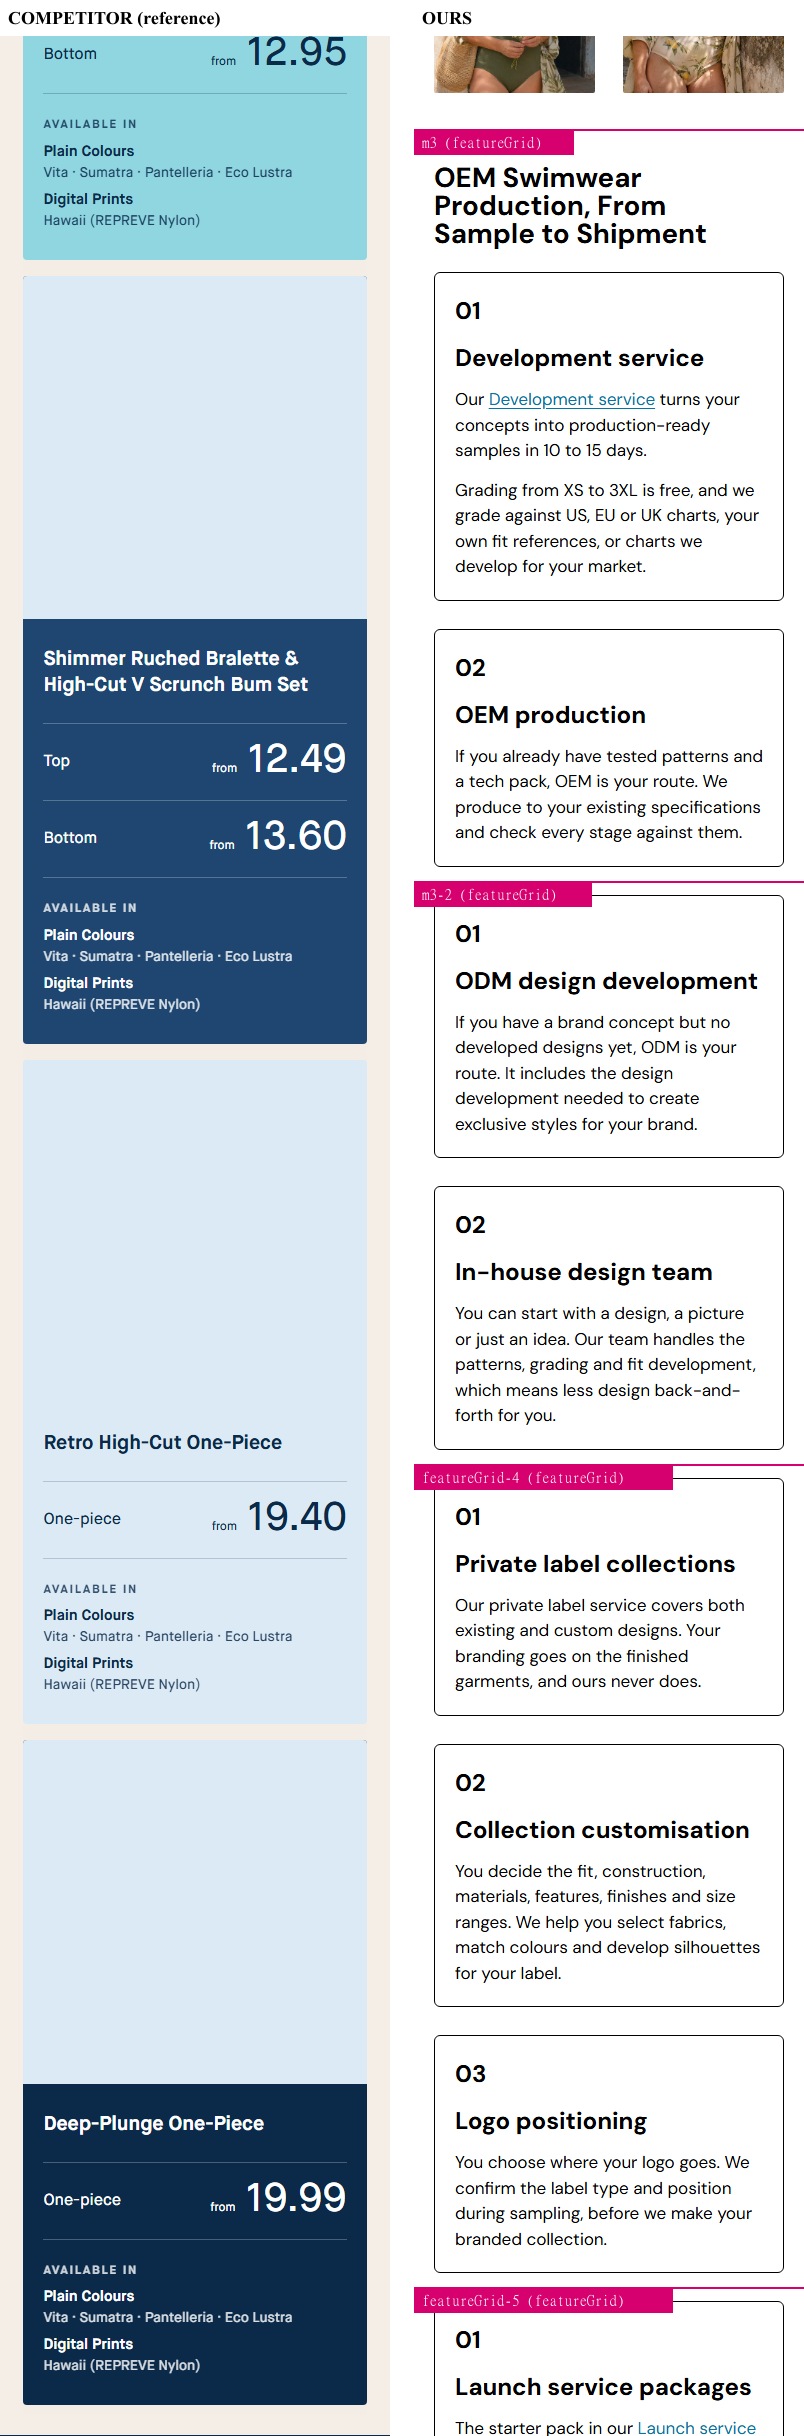 COMPETITOR (reference)
Bottom
from 12.95
AVAILABLE IN
Plain Colours
Vita · Sumatra · Pantelleria · Eco Lustra
Digital Prints
Hawaii (REPREVE Nylon)
Shimmer Ruched Bralette &
High-Cut V Scrunch Bum Set
Top
from 12.49
Bottom
from 13.60
AVAILABLE IN
Plain Colours
Vita · Sumatra · Pantelleria · Eco Lustra
Digital Prints
Hawaii (REPREVE Nylon)
Retro High-Cut One-Piece
One-piece
from 19.40
AVAILABLE IN
Plain Colours
Vita · Sumatra · Pantelleria · Eco Lustra
Digital Prints
Hawaii (REPREVE Nylon)
Deep-Plunge One-Piece
One-piece
from 19.99
AVAILABLE IN
Plain Colours
Vita · Sumatra · Pantelleria · Eco Lustra
Digital Prints
Hawaii (REPREVE Nylon)
OURS
m3 (featureGrid)
OEM Swimwear
Production, From
Sample to Shipment
01
Development service
Our Development service turns your
concepts into production-ready
samples in 10 to 15 days.
Grading from XS to 3XL is free, and we
grade against US, EU or UK charts, your
own fit references, or charts we
develop for your market.
02
OEM production
If you already have tested patterns and
a tech pack, OEM is your route. We
produce to your existing specifications
and check every stage against them.
m3-2 (featureGrid)
01
ODM design development
If you have a brand concept but no
developed designs yet, ODM is your
route. It includes the design
development needed to create
exclusive styles for your brand.
02
In-house design team
You can start with a design, a picture
or just an idea. Our team handles the
patterns, grading and fit development,
which means less design back-and-
forth for you.
featureGrid-4 (featureGrid)
01
Private label collections
Our private label service covers both
existing and custom designs. Your
branding goes on the finished
garments, and ours never does.
02
Collection customisation
You decide the fit, construction,
materials, features, finishes and size
ranges. We help you select fabrics,
match colours and develop silhouettes
for your label.
03
Logo positioning
You choose where your logo goes. We
confirm the label type and position
during sampling, before we make your
branded collection.
featureGrid-5 (featureGrid)
01
Launch service packages
The starter pack in our Launch service